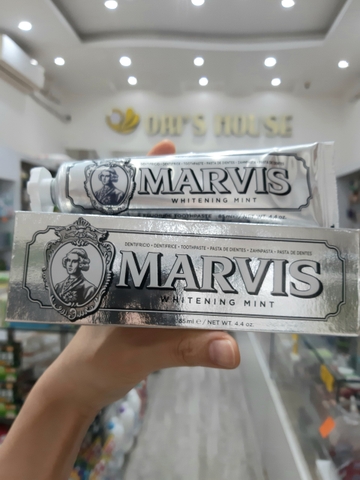 DAI'S HOUSE
MARVIS
WHITENING MINT
DENTIFRICIO • DENTIFRICE • TOOTHPASTE • PASTA DE DIENTES • ZAHNPASTA • PASTA DE DENTES
MARVIS
WHITENING MINT
85ml ℮ / NET WT. 4.4 oz.